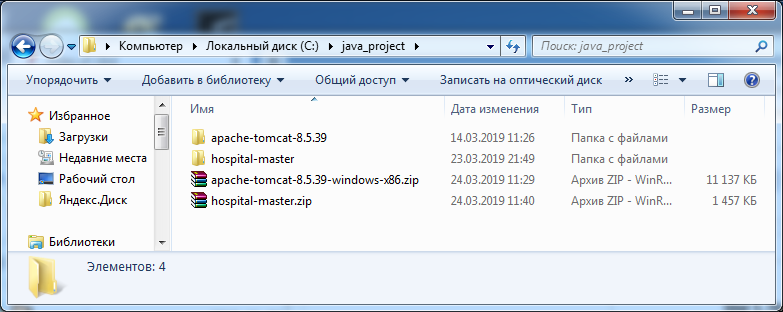 Компьютер Локальный диск (C:) java_project Поиск: java_project
Упорядочить Добавить в библиотеку Общий доступ Записать на оптический диск »
Имя Дата изменения Тип Размер
Избранное
Загрузки
Недавние места
Рабочий стол
Яндекс.Диск
Библиотеки
apache-tomcat-8.5.39 14.03.2019 11:26 Папка с файлами
hospital-master 23.03.2019 21:49 Папка с файлами
apache-tomcat-8.5.39-windows-x86.zip 24.03.2019 11:29 Архив ZIP - WinR... 11 137 КБ
hospital-master.zip 24.03.2019 11:40 Архив ZIP - WinR... 1 457 КБ
Элементов: 4